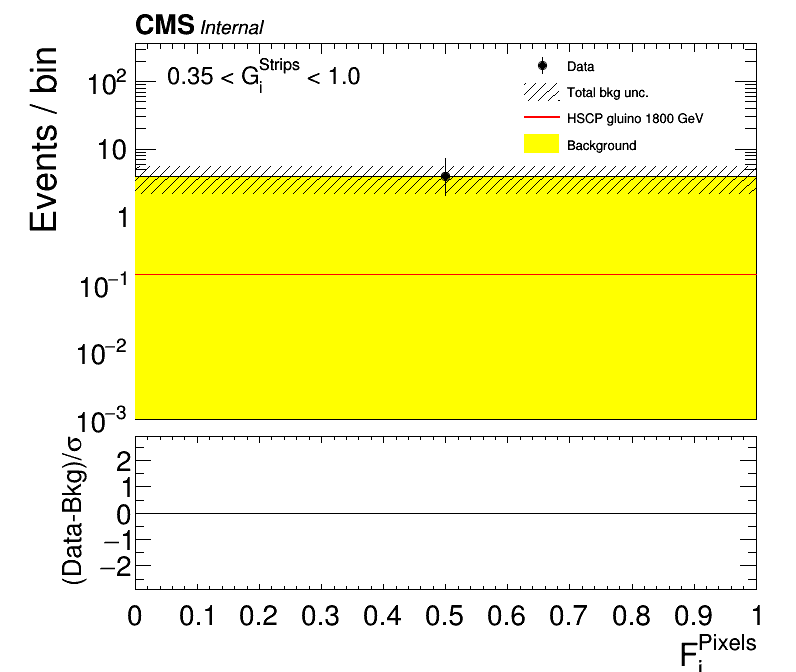 CMS Internal
0.35 < G_i^Strips < 1.0
Data
Total bkg unc.
HSCP gluino 1800 GeV
Background
Events / bin
10²
10
1
10⁻¹
10⁻²
10⁻³
(Data-Bkg)/σ
2
1
0
−1
−2
0 0.1 0.2 0.3 0.4 0.5 0.6 0.7 0.8 0.9 1
F_i^Pixels